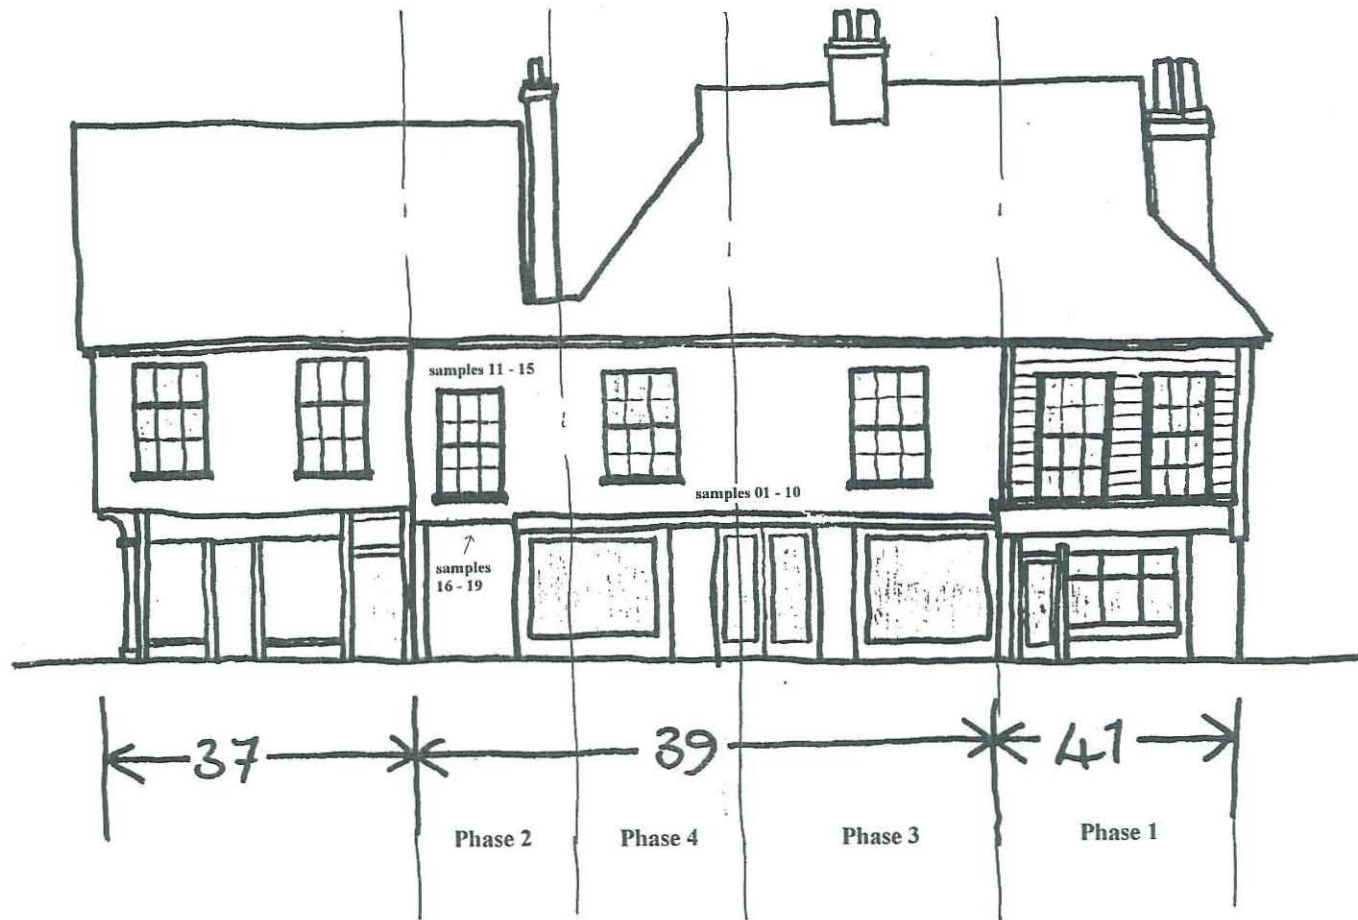 samples 11 - 15
samples 01 - 10
samples
16 - 19
37
39
41
Phase 2
Phase 4
Phase 3
Phase 1